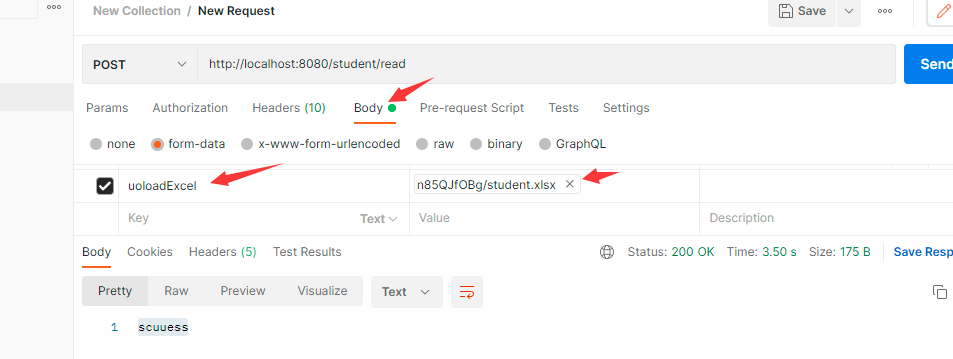 New Collection / New Request
Save
POST
http://localhost:8080/student/read
Send
Params Authorization Headers (10) Body Pre-request Script Tests Settings
none form-data x-www-form-urlencoded raw binary GraphQL
uoloadExcel n85QJfOBg/student.xlsx
Key Text Value Description
Body Cookies Headers (5) Test Results Status: 200 OK Time: 3.50 s Size: 175 B Save Resp
Pretty Raw Preview Visualize Text
1 scuuess